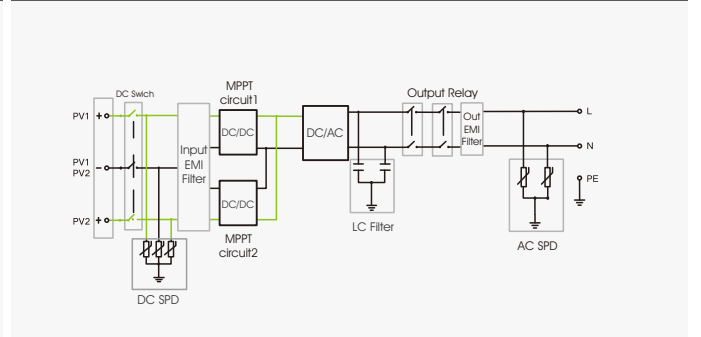 DC Swich
MPPT
circuit1
Output Relay
PV1
+
DC/DC
DC/AC
Out
EMI
Filter
L
PV1
PV2
-
Input
EMI
Filter
N
DC/DC
PE
PV2
+
MPPT
circuit2
LC Filter
AC SPD
DC SPD